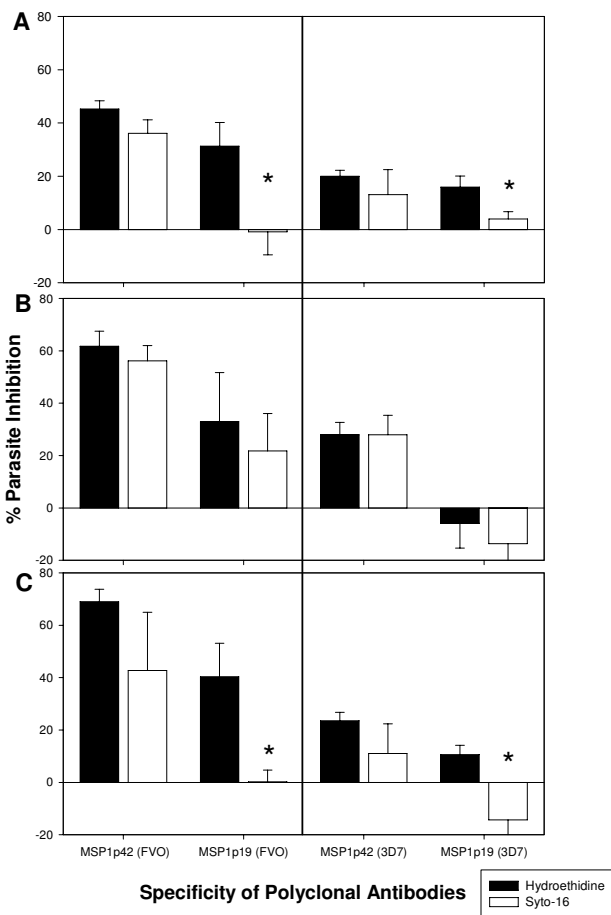 A
80
60
40
20
0
-20
*
*
B
80
60
40
20
0
-20
% Parasite Inhibition
C
80
60
40
20
0
-20
*
*
MSP1p42 (FVO) MSP1p19 (FVO) MSP1p42 (3D7) MSP1p19 (3D7)
Specificity of Polyclonal Antibodies
Hydroethidine
Syto-16